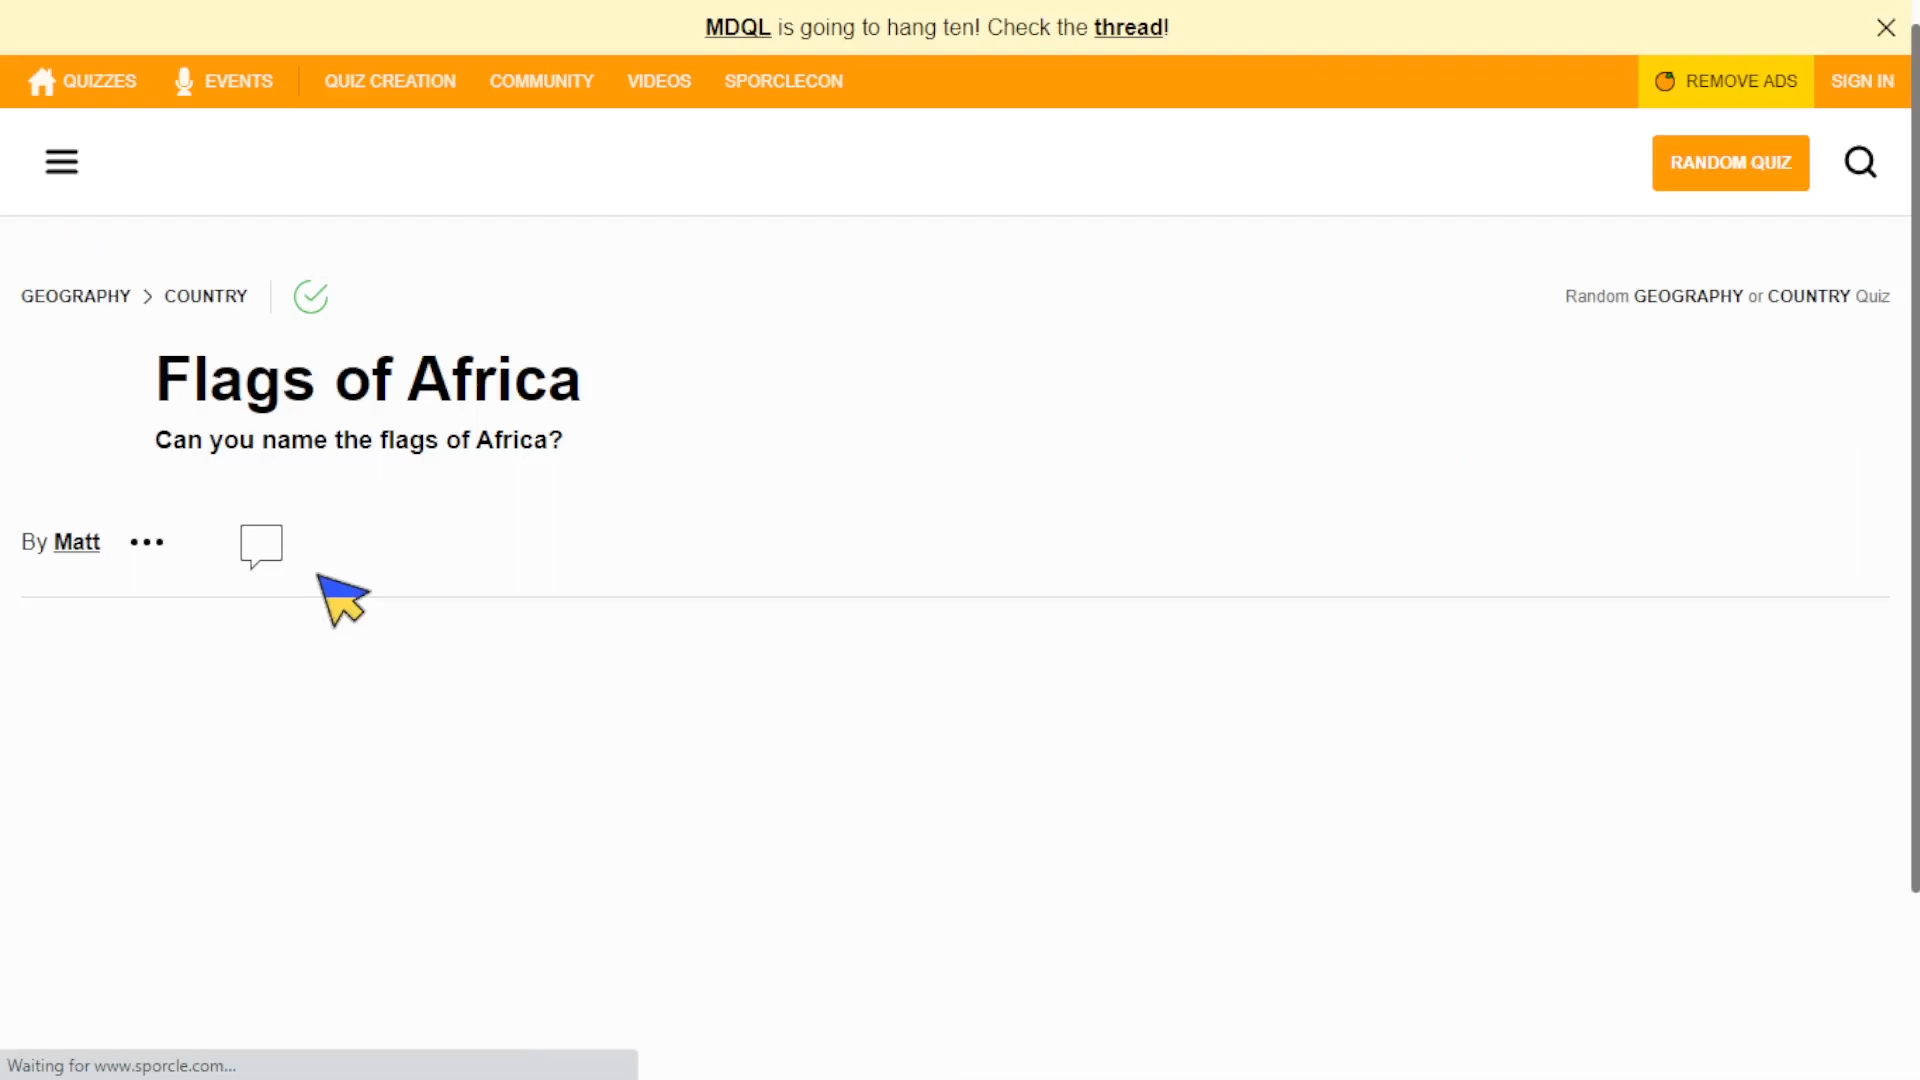 MDQL is going to hang ten! Check the thread!
QUIZZES EVENTS QUIZ CREATION COMMUNITY VIDEOS SPORCLECON REMOVE ADS SIGN IN
RANDOM QUIZ
GEOGRAPHY > COUNTRY Random GEOGRAPHY or COUNTRY Quiz
Flags of Africa
Can you name the flags of Africa?
By Matt
Waiting for www.sporcle.com...